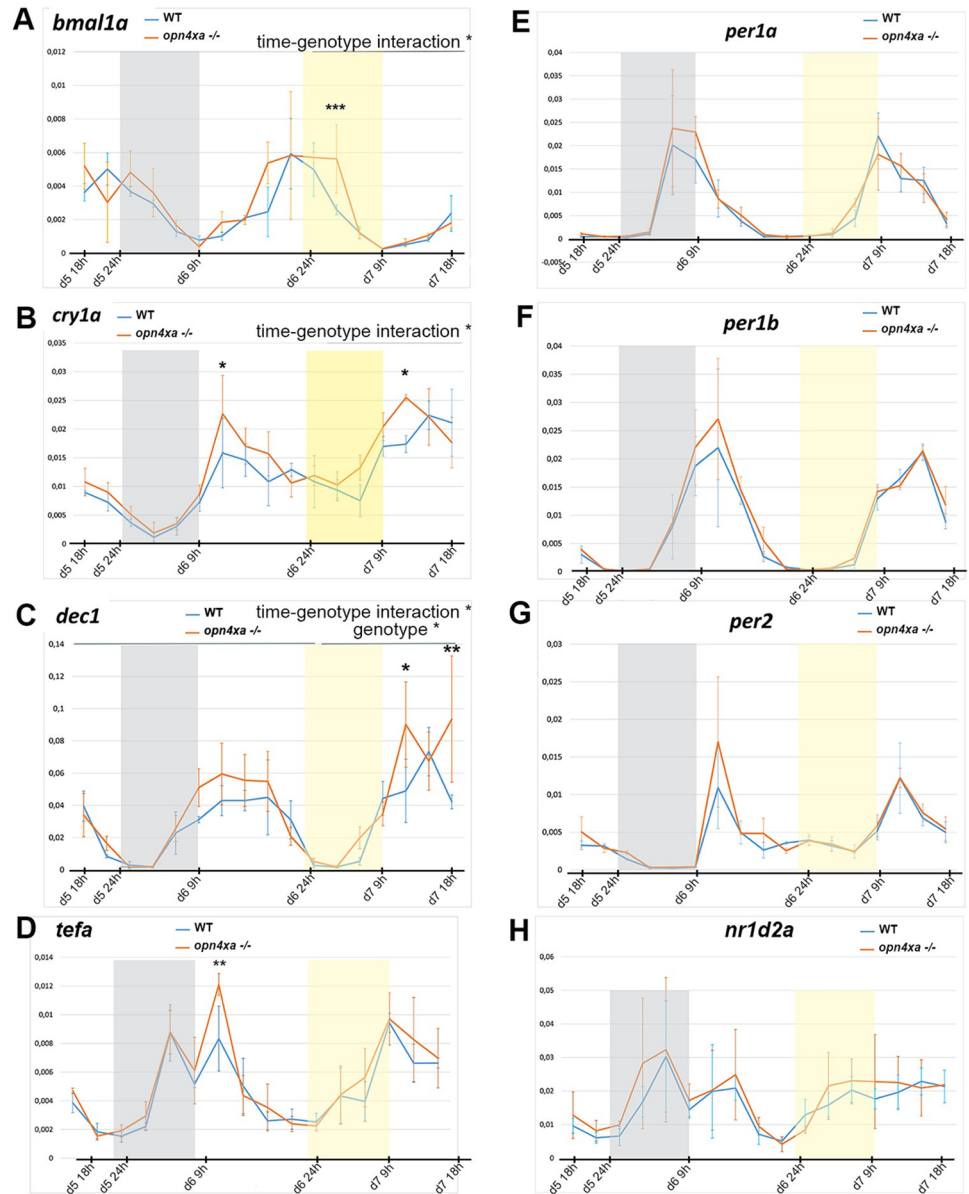 A
bmal1a
WT
opn4xa -/-
time-genotype interaction *
0,012
0,01
0,008
0,006
0,004
0,002
0
***
d5 18h
d5 24h
d6 9h
d6 24h
d7 9h
d7 18h
B
cry1a
WT
opn4xa -/-
time-genotype interaction *
0,035
0,03
0,025
0,02
0,015
0,01
0,005
0
*
*
d5 18h
d5 24h
d6 9h
d6 24h
d7 9h
d7 18h
C
dec1
WT
opn4xa -/-
time-genotype interaction *
genotype *
0,14
0,12
0,1
0,08
0,06
0,04
0,02
0
*
**
d5 18h
d5 24h
d6 9h
d6 24h
d7 9h
d7 18h
D
tefa
WT
opn4xa -/-
0,014
0,012
0,01
0,008
0,006
0,004
0,002
0
**
d5 18h
d5 24h
d6 9h
d6 24h
d7 9h
d7 18h
E
per1a
WT
opn4xa -/-
0,04
0,035
0,03
0,025
0,02
0,015
0,01
0,005
0
-0,005
d5 18h
d5 24h
d6 9h
d6 24h
d7 9h
d7 18h
F
per1b
WT
opn4xa -/-
0,04
0,035
0,03
0,025
0,02
0,015
0,01
0,005
0
d5 18h
d5 24h
d6 9h
d6 24h
d7 9h
d7 18h
G
per2
WT
opn4xa -/-
0,03
0,025
0,02
0,015
0,01
0,005
0
d5 18h
d5 24h
d6 9h
d6 24h
d7 9h
d7 18h
H
nr1d2a
WT
opn4xa -/-
0,06
0,05
0,04
0,03
0,02
0,01
0
d5 18h
d5 24h
d6 9h
d6 24h
d7 9h
d7 18h